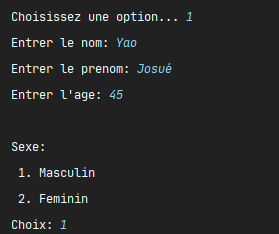 Choisissez une option... 1
Entrer le nom: Yao
Entrer le prenom: Josué
Entrer l'age: 45
Sexe:
1. Masculin
2. Feminin
Choix: 1